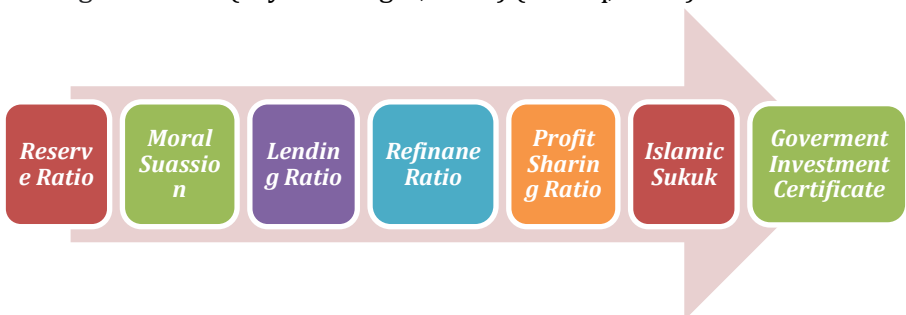 Reserv
e Ratio
Moral
Suassio
n
Lendin
g Ratio
Refinane
Ratio
Profit
Sharin
g Ratio
Islamic
Sukuk
Goverment
Investment
Certificate